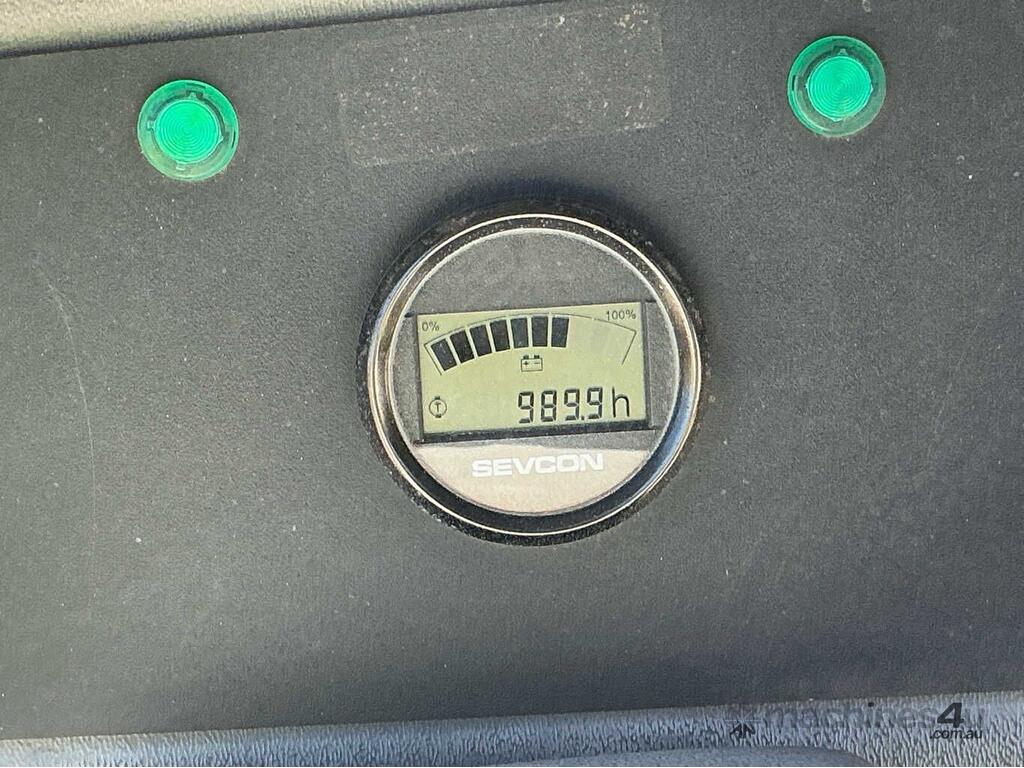 0% 100%
T 989.9h
SEVCON
machines4u
.com.au